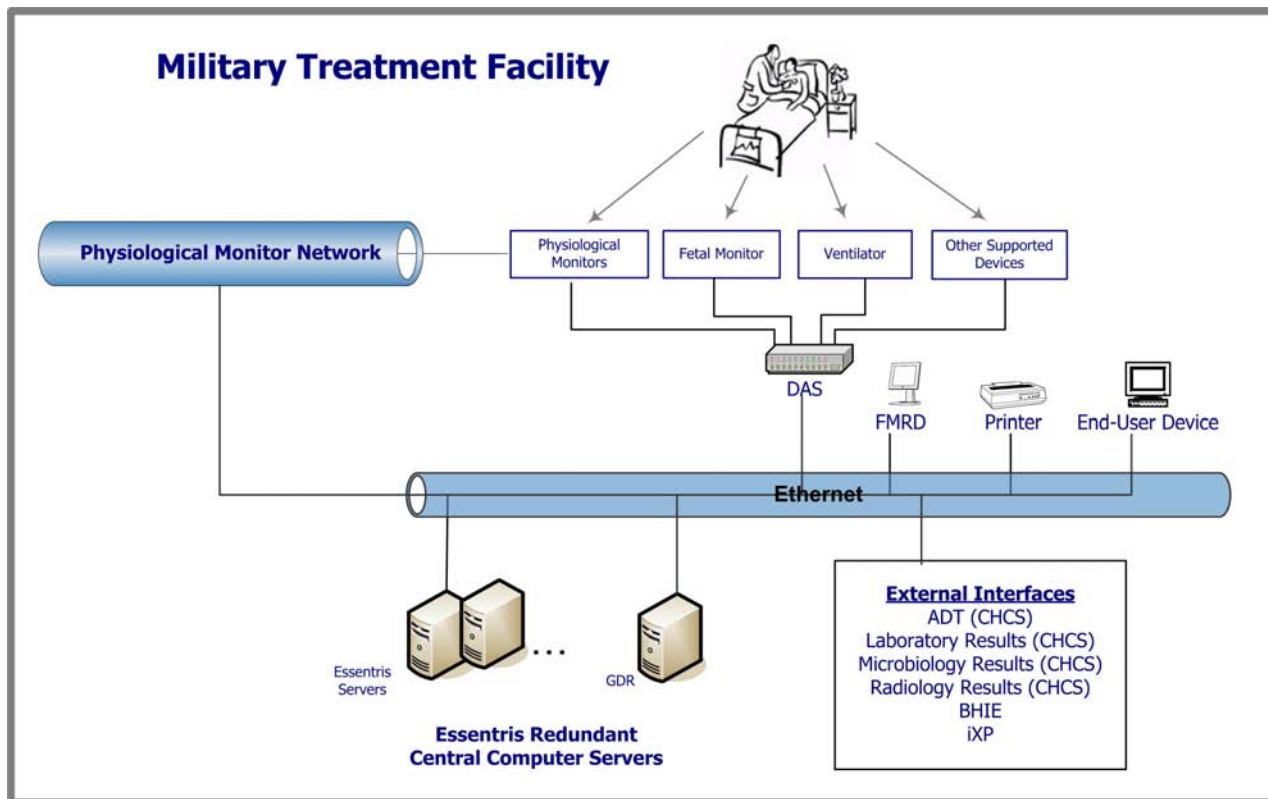 Military Treatment Facility
Physiological Monitor Network
Physiological
Monitors
Fetal Monitor
Ventilator
Other Supported
Devices
DAS
FMRD
Printer
End-User Device
Ethernet
Essentris
Servers
...
GDR
Essentris Redundant
Central Computer Servers
External Interfaces
ADT (CHCS)
Laboratory Results (CHCS)
Microbiology Results (CHCS)
Radiology Results (CHCS)
BHIE
iXP